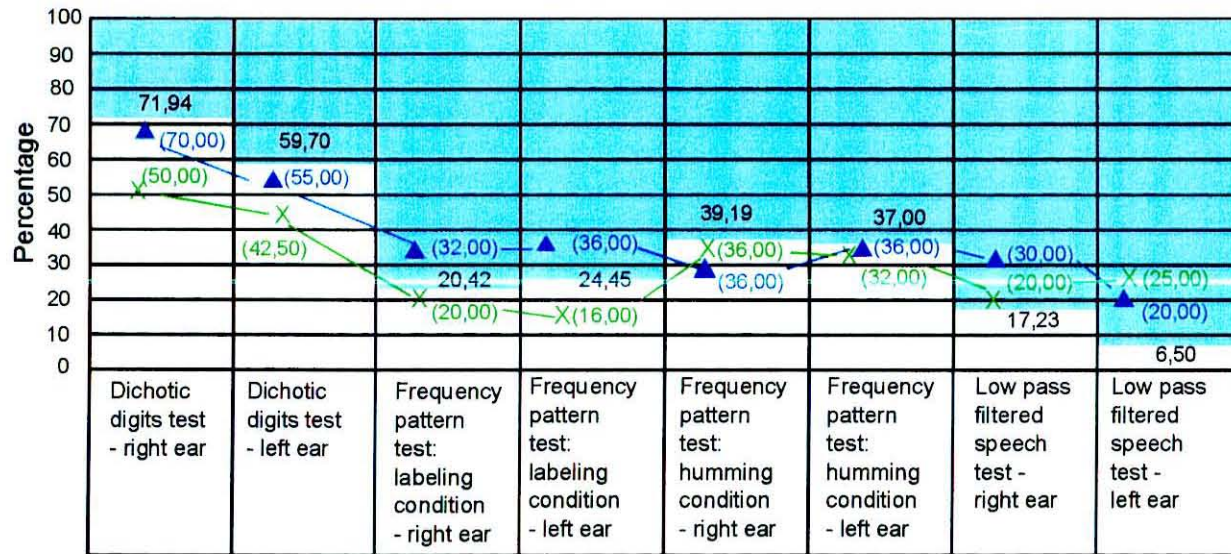 Percentage
100
90
80
70
60
50
40
30
20
10
0
71,94
(70,00)
(50,00)
59,70
(55,00)
(42,50)
(32,00)
20,42
(20,00)
(36,00)
24,45
(16,00)
39,19
(36,00)
(36,00)
37,00
(36,00)
(32,00)
(30,00)
(20,00)
17,23
(25,00)
(20,00)
6,50
Dichotic
digits test
- right ear
Dichotic
digits test
- left ear
Frequency
pattern
test:
labeling
condition
- right ear
Frequency
pattern
test:
labeling
condition
- left ear
Frequency
pattern
test:
humming
condition
- right ear
Frequency
pattern
test:
humming
condition
- left ear
Low pass
filtered
speech
test -
right ear
Low pass
filtered
speech
test -
left ear